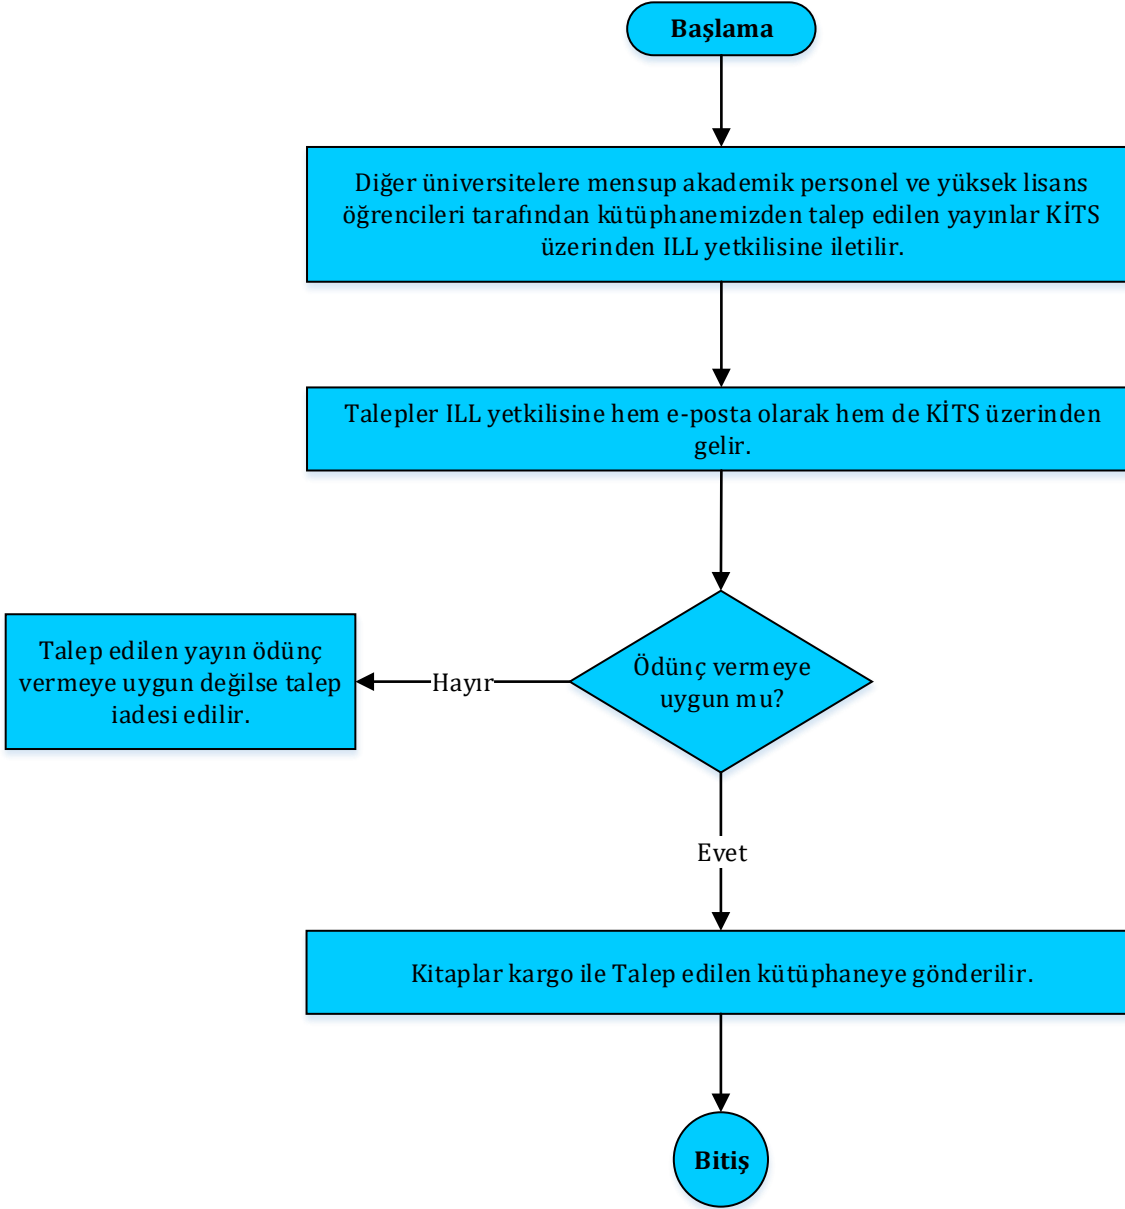 Başlama
Diğer üniversitelere mensup akademik personel ve yüksek lisans
öğrencileri tarafından kütüphanemizden talep edilen yayınlar KİTS
üzerinden ILL yetkilisine iletilir.
Talepler ILL yetkilisine hem e-posta olarak hem de KİTS üzerinden
gelir.
Ödünç vermeye
uygun mu?
Hayır
Talep edilen yayın ödünç
vermeye uygun değilse talep
iadesi edilir.
Evet
Kitaplar kargo ile Talep edilen kütüphaneye gönderilir.
Bitiş